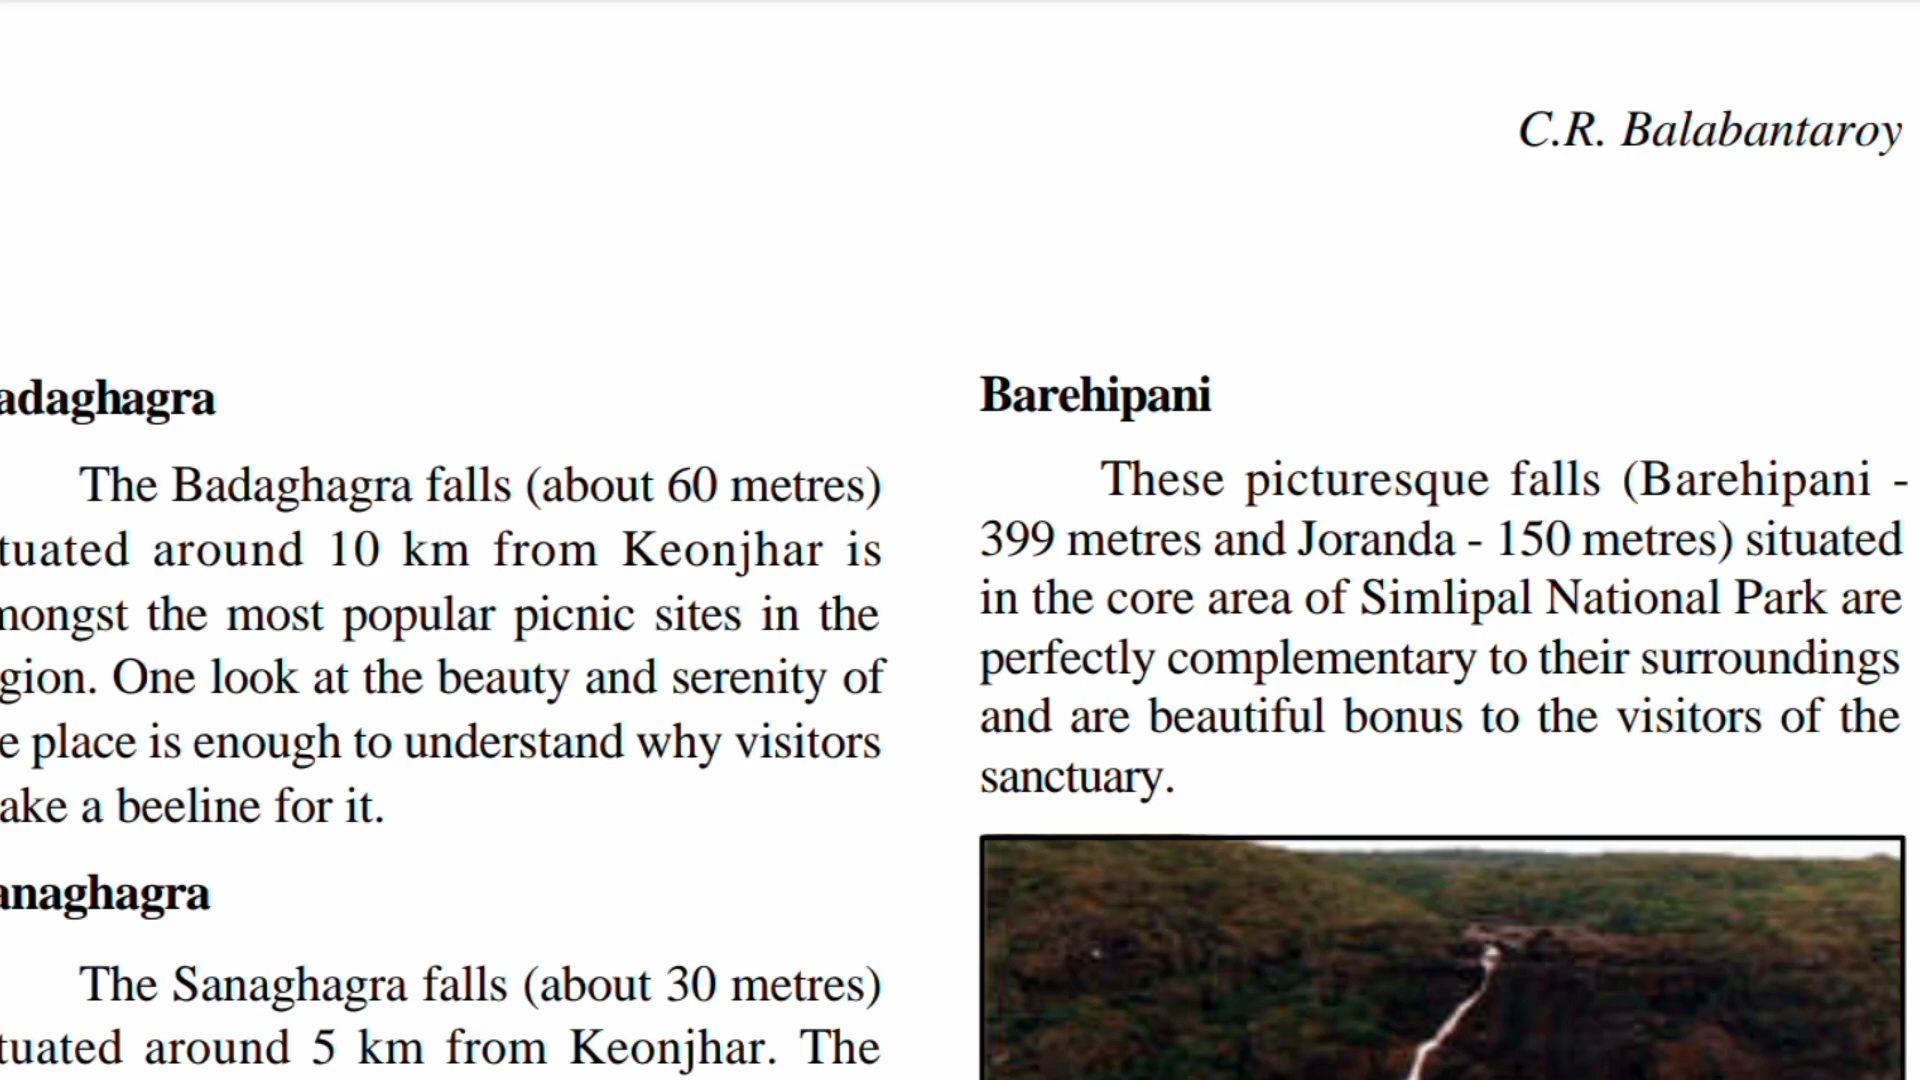 C.R. Balabantaroy
adaghagra
The Badaghagra falls (about 60 metres)
tuated around 10 km from Keonjhar is
mongst the most popular picnic sites in the
gion. One look at the beauty and serenity of
e place is enough to understand why visitors
ake a beeline for it.
anaghagra
The Sanaghagra falls (about 30 metres)
tuated around 5 km from Keonjhar. The
Barehipani
These picturesque falls (Barehipani -
399 metres and Joranda - 150 metres) situated
in the core area of Simlipal National Park are
perfectly complementary to their surroundings
and are beautiful bonus to the visitors of the
sanctuary.